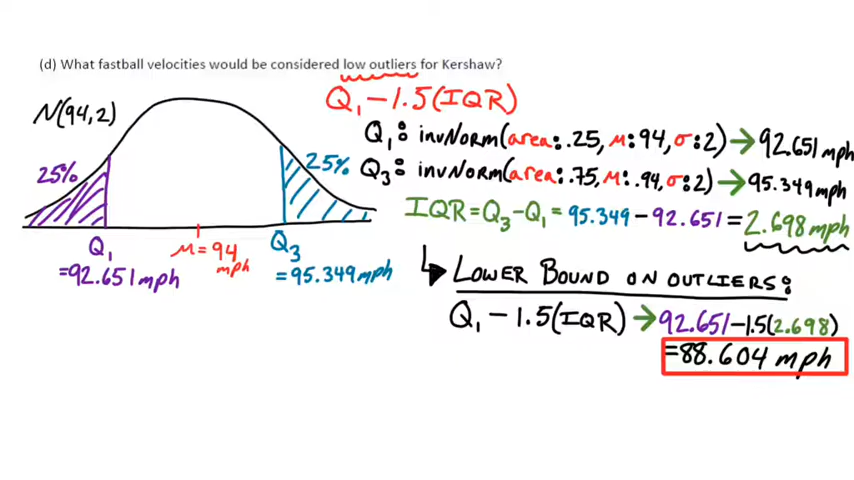 (d) What fastball velocities would be considered low outliers for Kershaw?
N(94,2)
Q₁ – 1.5(IQR)
Q₁: invNorm(area: .25, μ: 94, σ: 2) → 92.651 mph
Q₃: invNorm(area: .75, μ: .94, σ: 2) → 95.349 mph
IQR = Q₃ – Q₁ = 95.349 – 92.651 = 2.698 mph
25%
25%
Q₁
= 92.651 mph
μ = 94
mph
Q₃
= 95.349 mph
LOWER BOUND ON OUTLIERS:
Q₁ – 1.5(IQR) → 92.651 – 1.5(2.698)
= 88.604 mph